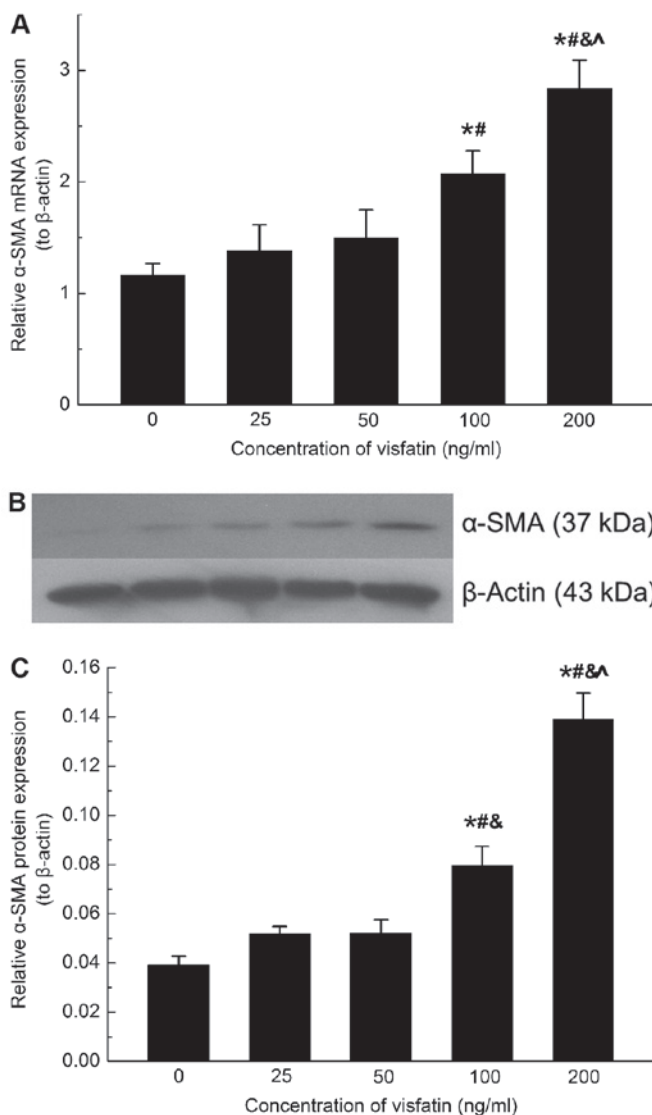 A
Relative α-SMA mRNA expression
(to β-actin)
3
2
1
0
*#
*#&^
0 25 50 100 200
Concentration of visfatin (ng/ml)
B
α-SMA (37 kDa)
β-Actin (43 kDa)
C
Relative α-SMA protein expression
(to β-actin)
0.16
0.14
0.12
0.10
0.08
0.06
0.04
0.02
0.00
*#&
*#&^
0 25 50 100 200
Concentration of visfatin (ng/ml)